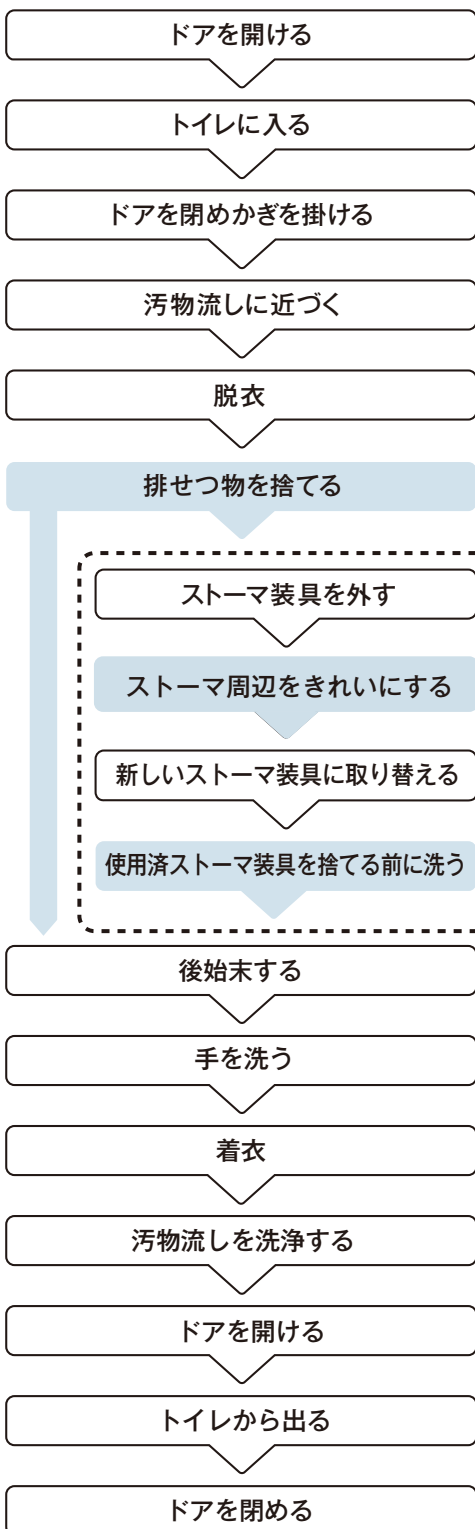 ドアを開ける
トイレに入る
ドアを閉めかぎを掛ける
汚物流しに近づく
脱衣
排せつ物を捨てる
ストーマ装具を外す
ストーマ周辺をきれいにする
新しいストーマ装具に取り替える
使用済ストーマ装具を捨てる前に洗う
後始末する
手を洗う
着衣
汚物流しを洗浄する
ドアを開ける
トイレから出る
ドアを閉める